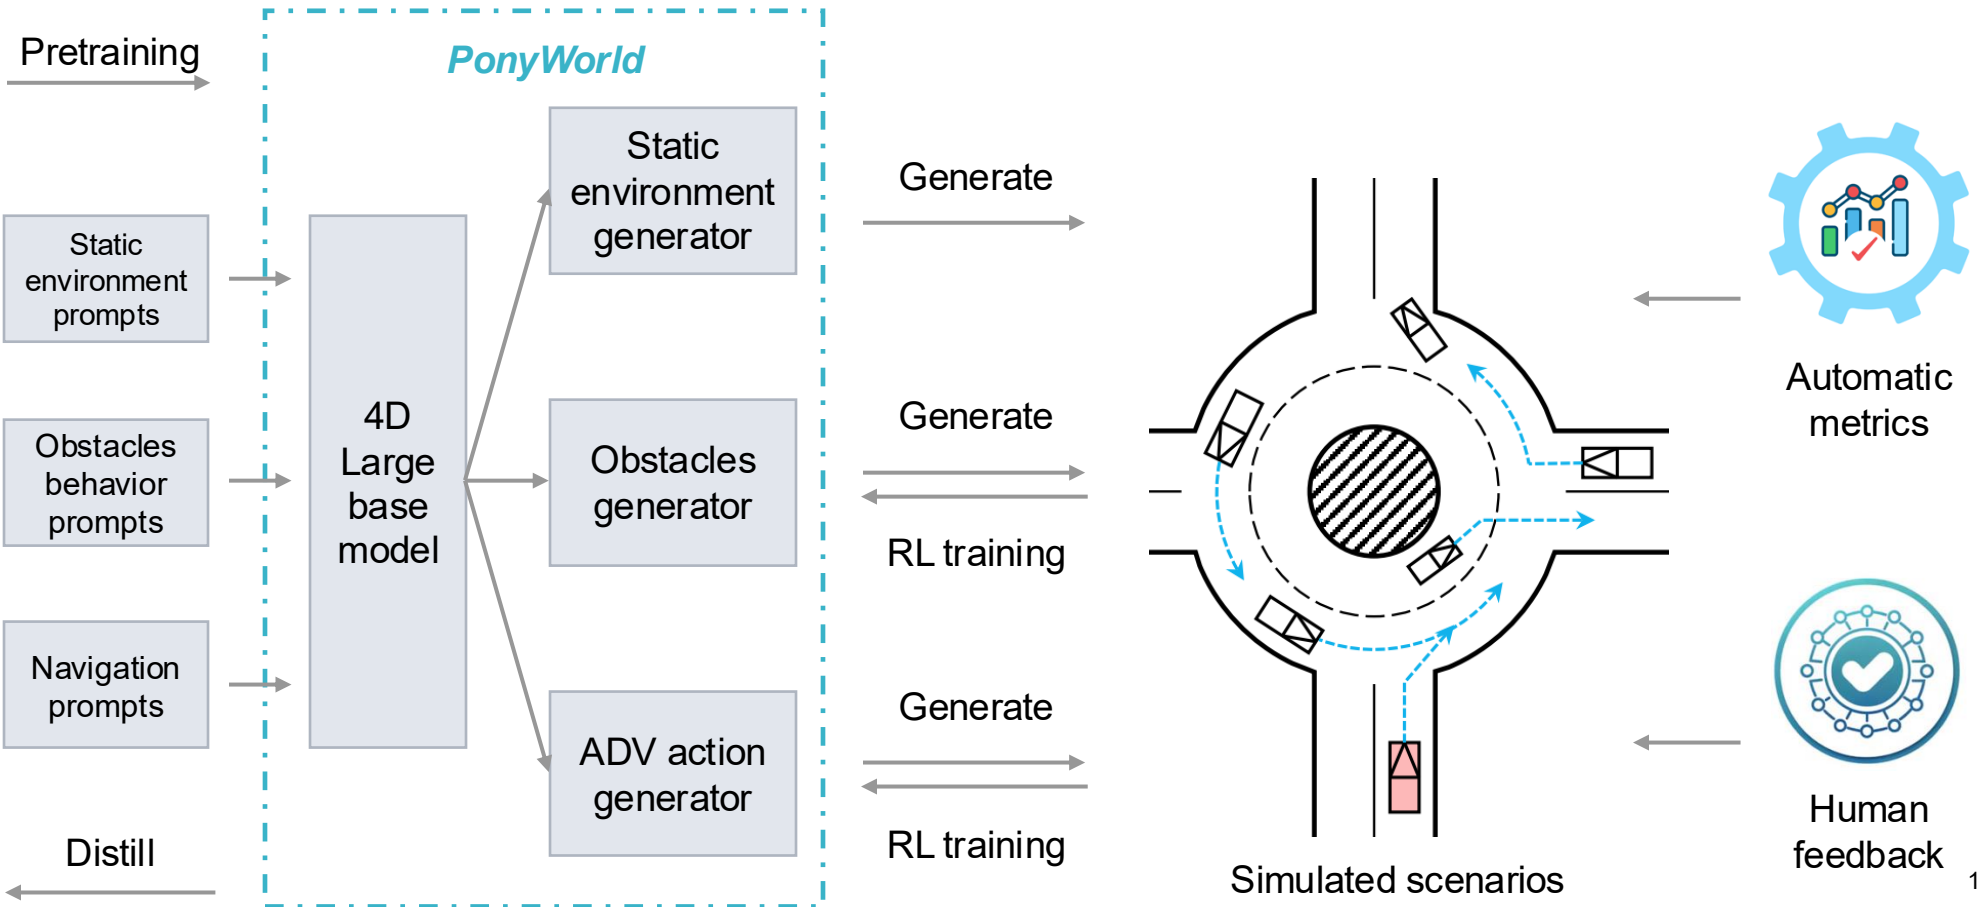 Pretraining
PonyWorld
Static
environment
prompts
Obstacles
behavior
prompts
Navigation
prompts
Distill
4D
Large
base
model
Static
environment
generator
Obstacles
generator
ADV action
generator
Generate
Generate
RL training
Generate
RL training
Simulated scenarios
Automatic
metrics
Human
feedback
1